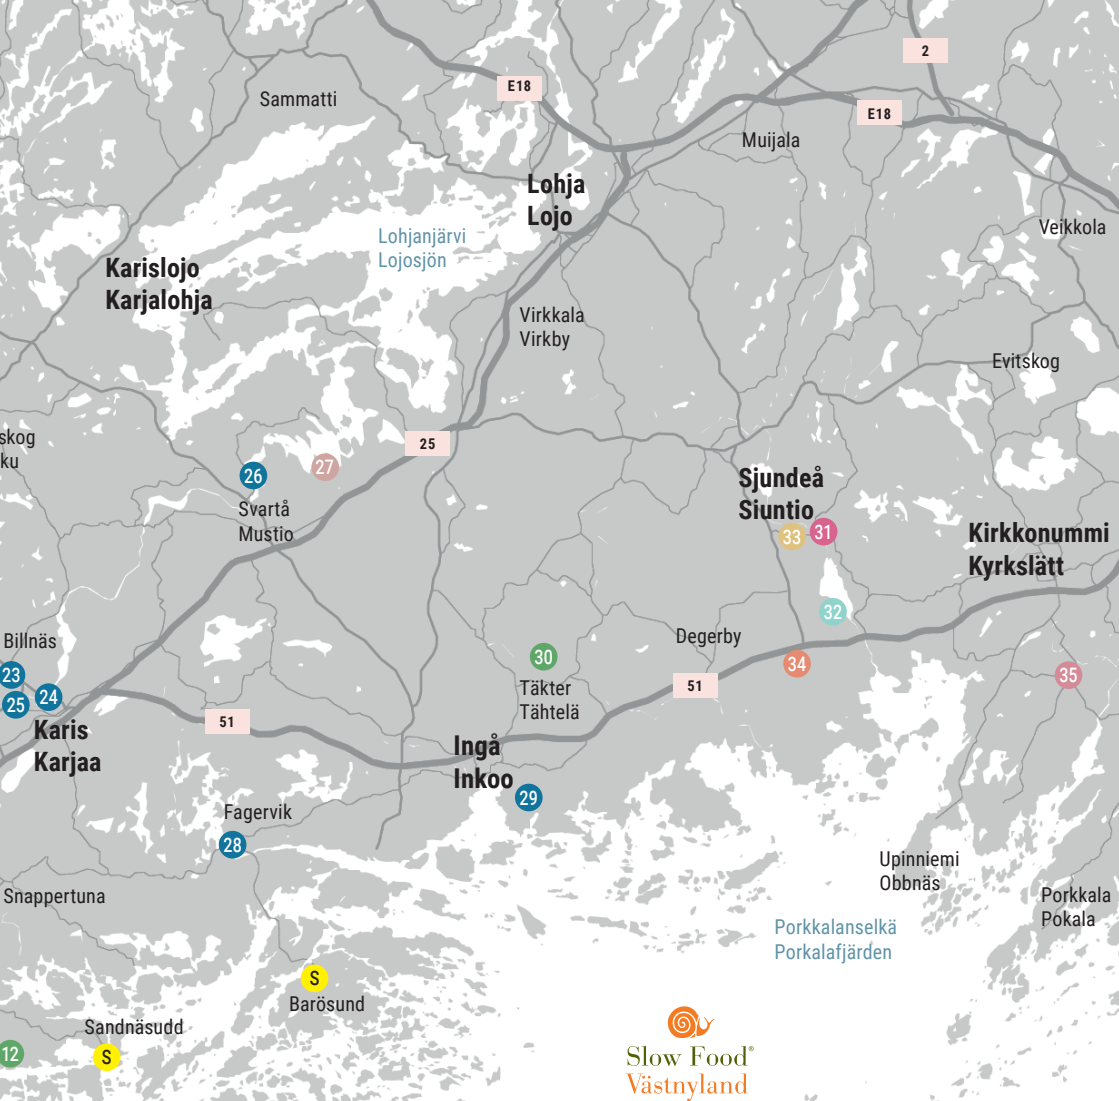 2
E18
Sammatti
E18
Muijala
Lohja
Lojo
Veikkola
Lohjanjärvi
Lojosjön
Karislojo
Karjalohja
Virkkala
Virkby
Evitskog
skog
ku
25
26
27
Svartå
Mustio
Sjundeå
Siuntio
33
31
Kirkkonummi
Kyrkslätt
32
Billnäs
23
24
25
Degerby
30
34
35
Täkter
Tähtelä
51
51
Karis
Karjaa
Ingå
Inkoo
29
Fagervik
28
Upinniemi
Obbnäs
Snappertuna
Porkkala
Pokala
Porkkalanselkä
Porkalafjärden
S
Barösund
Sandnäsudd
12
S
Slow Food®
Västnyland